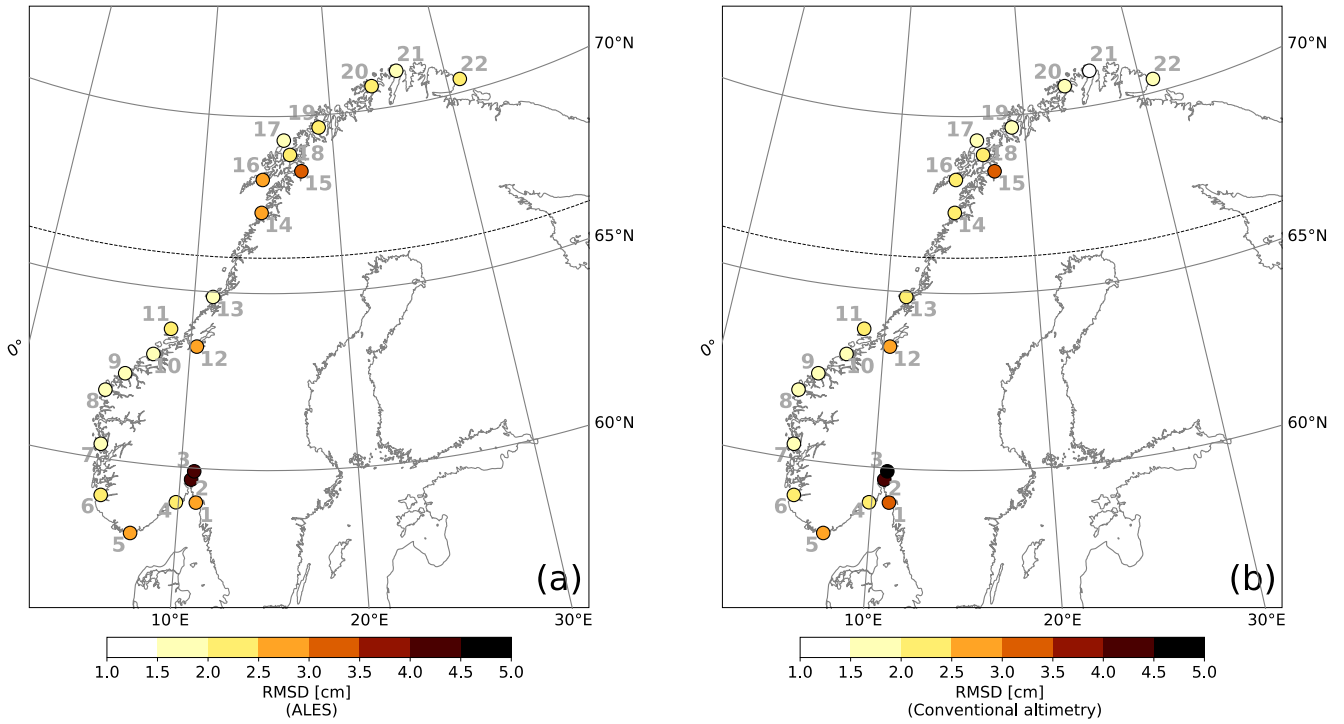 70°N
65°N
60°N
0°
10°E
20°E
30°E
1
2
3
4
5
6
7
8
9
10
11
12
13
14
15
16
17
18
19
20
21
22
(a)
1.0 1.5 2.0 2.5 3.0 3.5 4.0 4.5 5.0
RMSD [cm]
(ALES)
70°N
65°N
60°N
0°
10°E
20°E
30°E
1
2
3
4
5
6
7
8
9
10
11
12
13
14
15
16
17
18
19
20
21
22
(b)
1.0 1.5 2.0 2.5 3.0 3.5 4.0 4.5 5.0
RMSD [cm]
(Conventional altimetry)